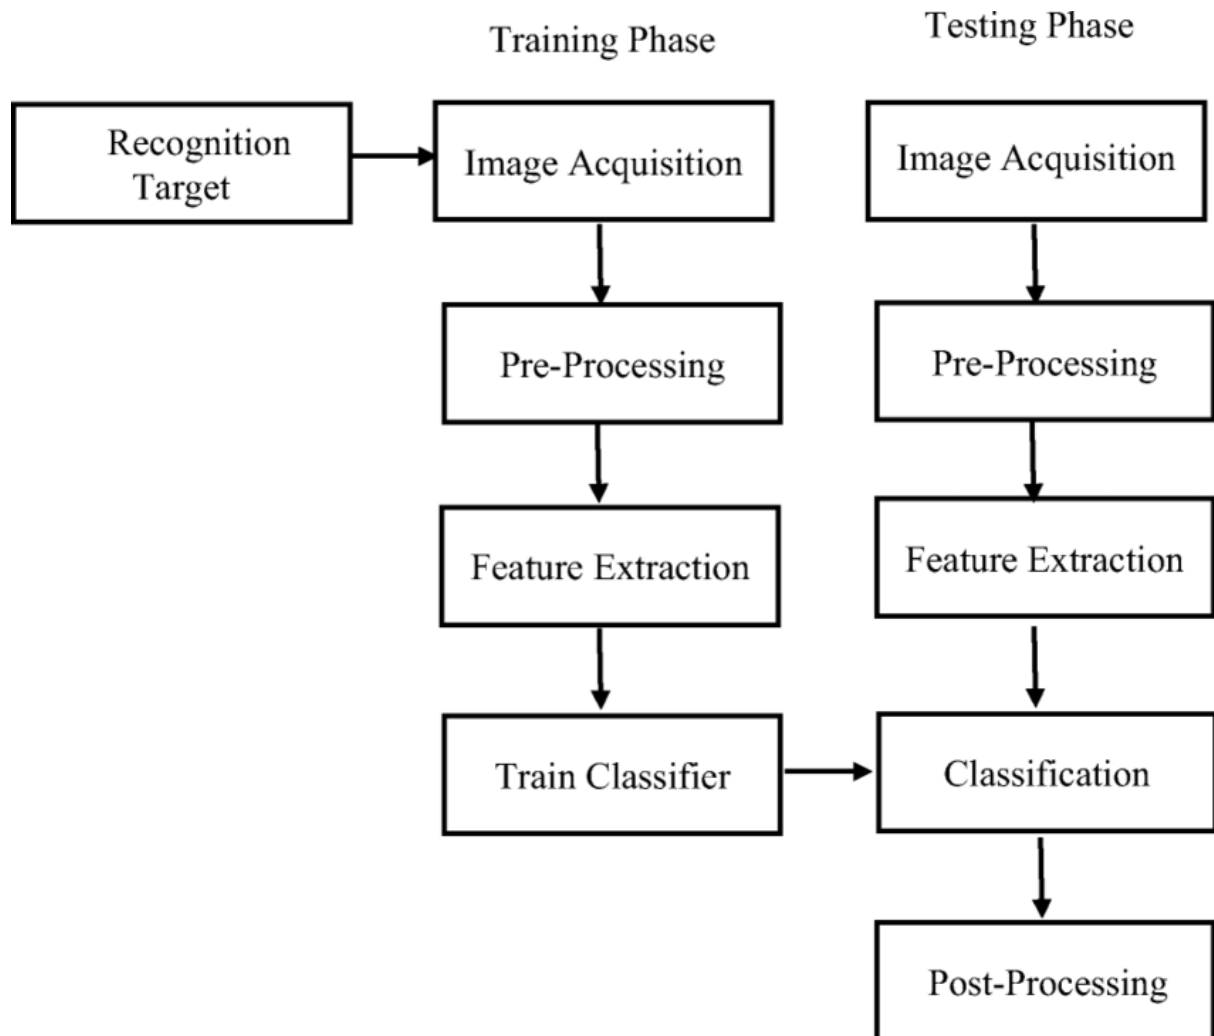 Training Phase
Testing Phase
Recognition
Target
Image Acquisition
Image Acquisition
Pre-Processing
Pre-Processing
Feature Extraction
Feature Extraction
Train Classifier
Classification
Post-Processing